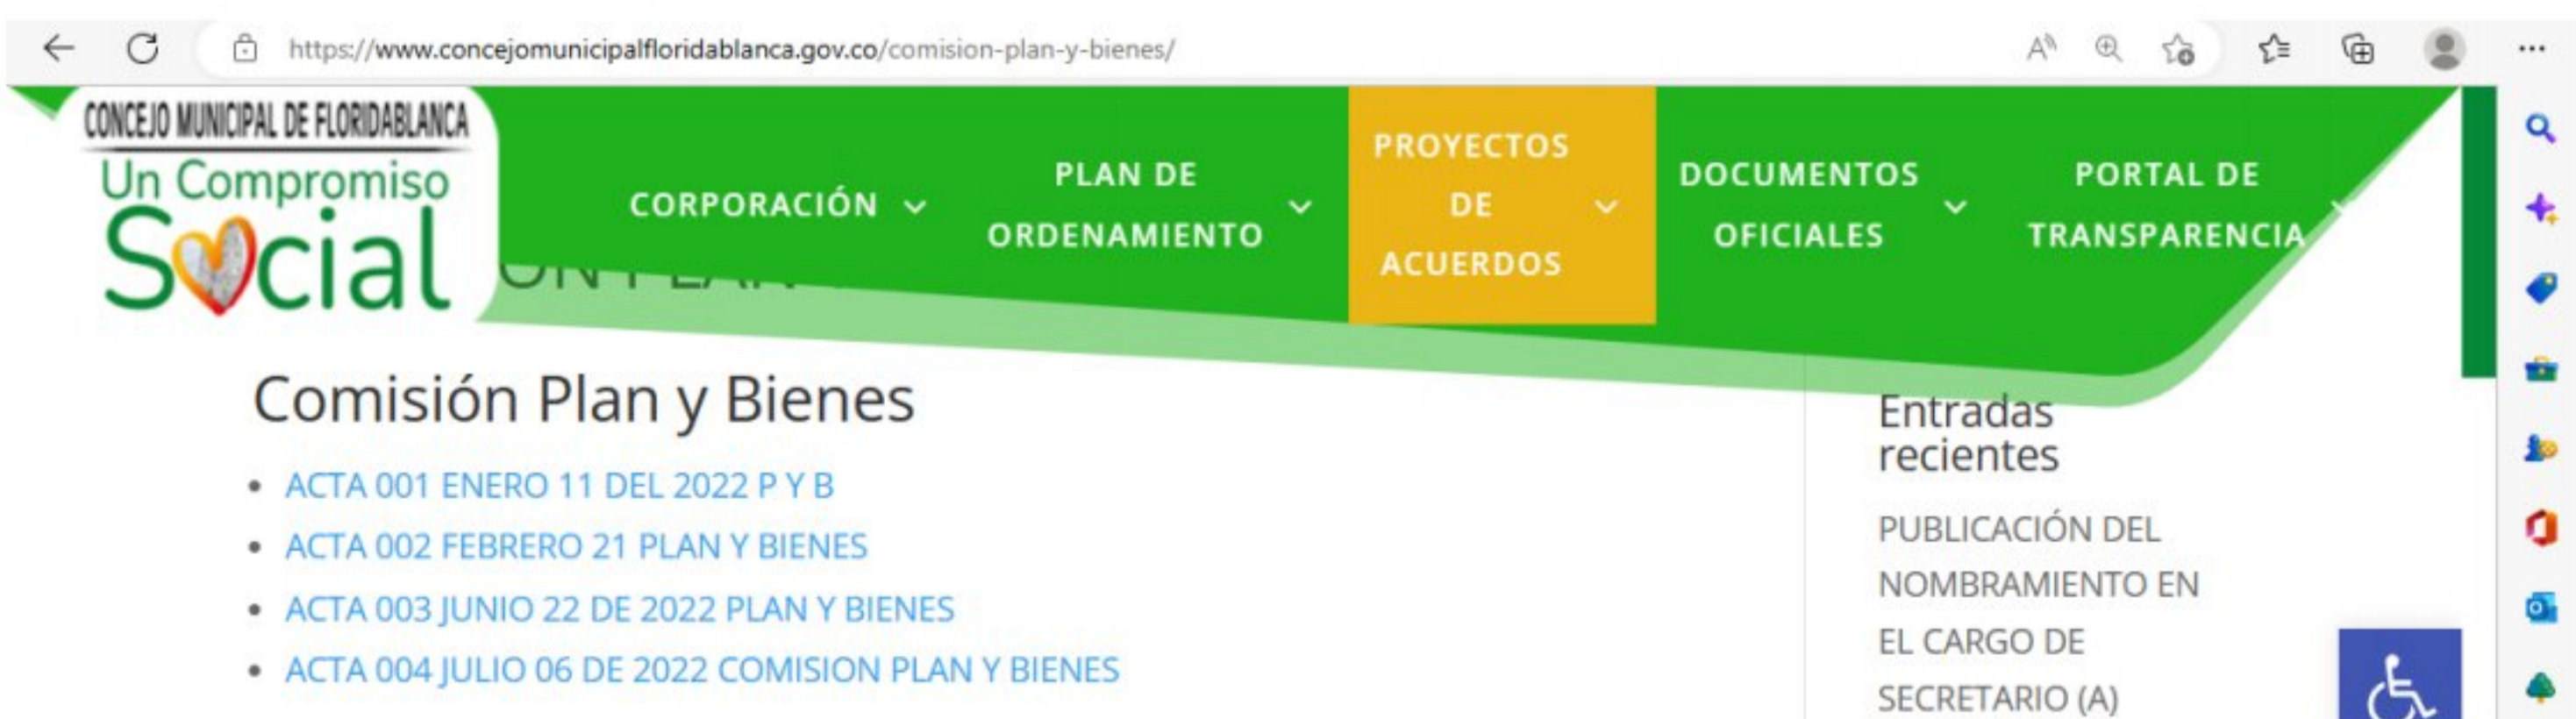 https://www.concejomunicipalfloridablanca.gov.co/comision-plan-y-bienes/
CONCEJO MUNICIPAL DE FLORIDABLANCA
Un Compromiso
Social
CORPORACIÓN
PLAN DE
ORDENAMIENTO
PROYECTOS
DE
ACUERDOS
DOCUMENTOS
OFICIALES
PORTAL DE
TRANSPARENCIA
Comisión Plan y Bienes
• ACTA 001 ENERO 11 DEL 2022 P Y B
• ACTA 002 FEBRERO 21 PLAN Y BIENES
• ACTA 003 JUNIO 22 DE 2022 PLAN Y BIENES
• ACTA 004 JULIO 06 DE 2022 COMISION PLAN Y BIENES
Entradas
recientes
PUBLICACIÓN DEL
NOMBRAMIENTO EN
EL CARGO DE
SECRETARIO (A)